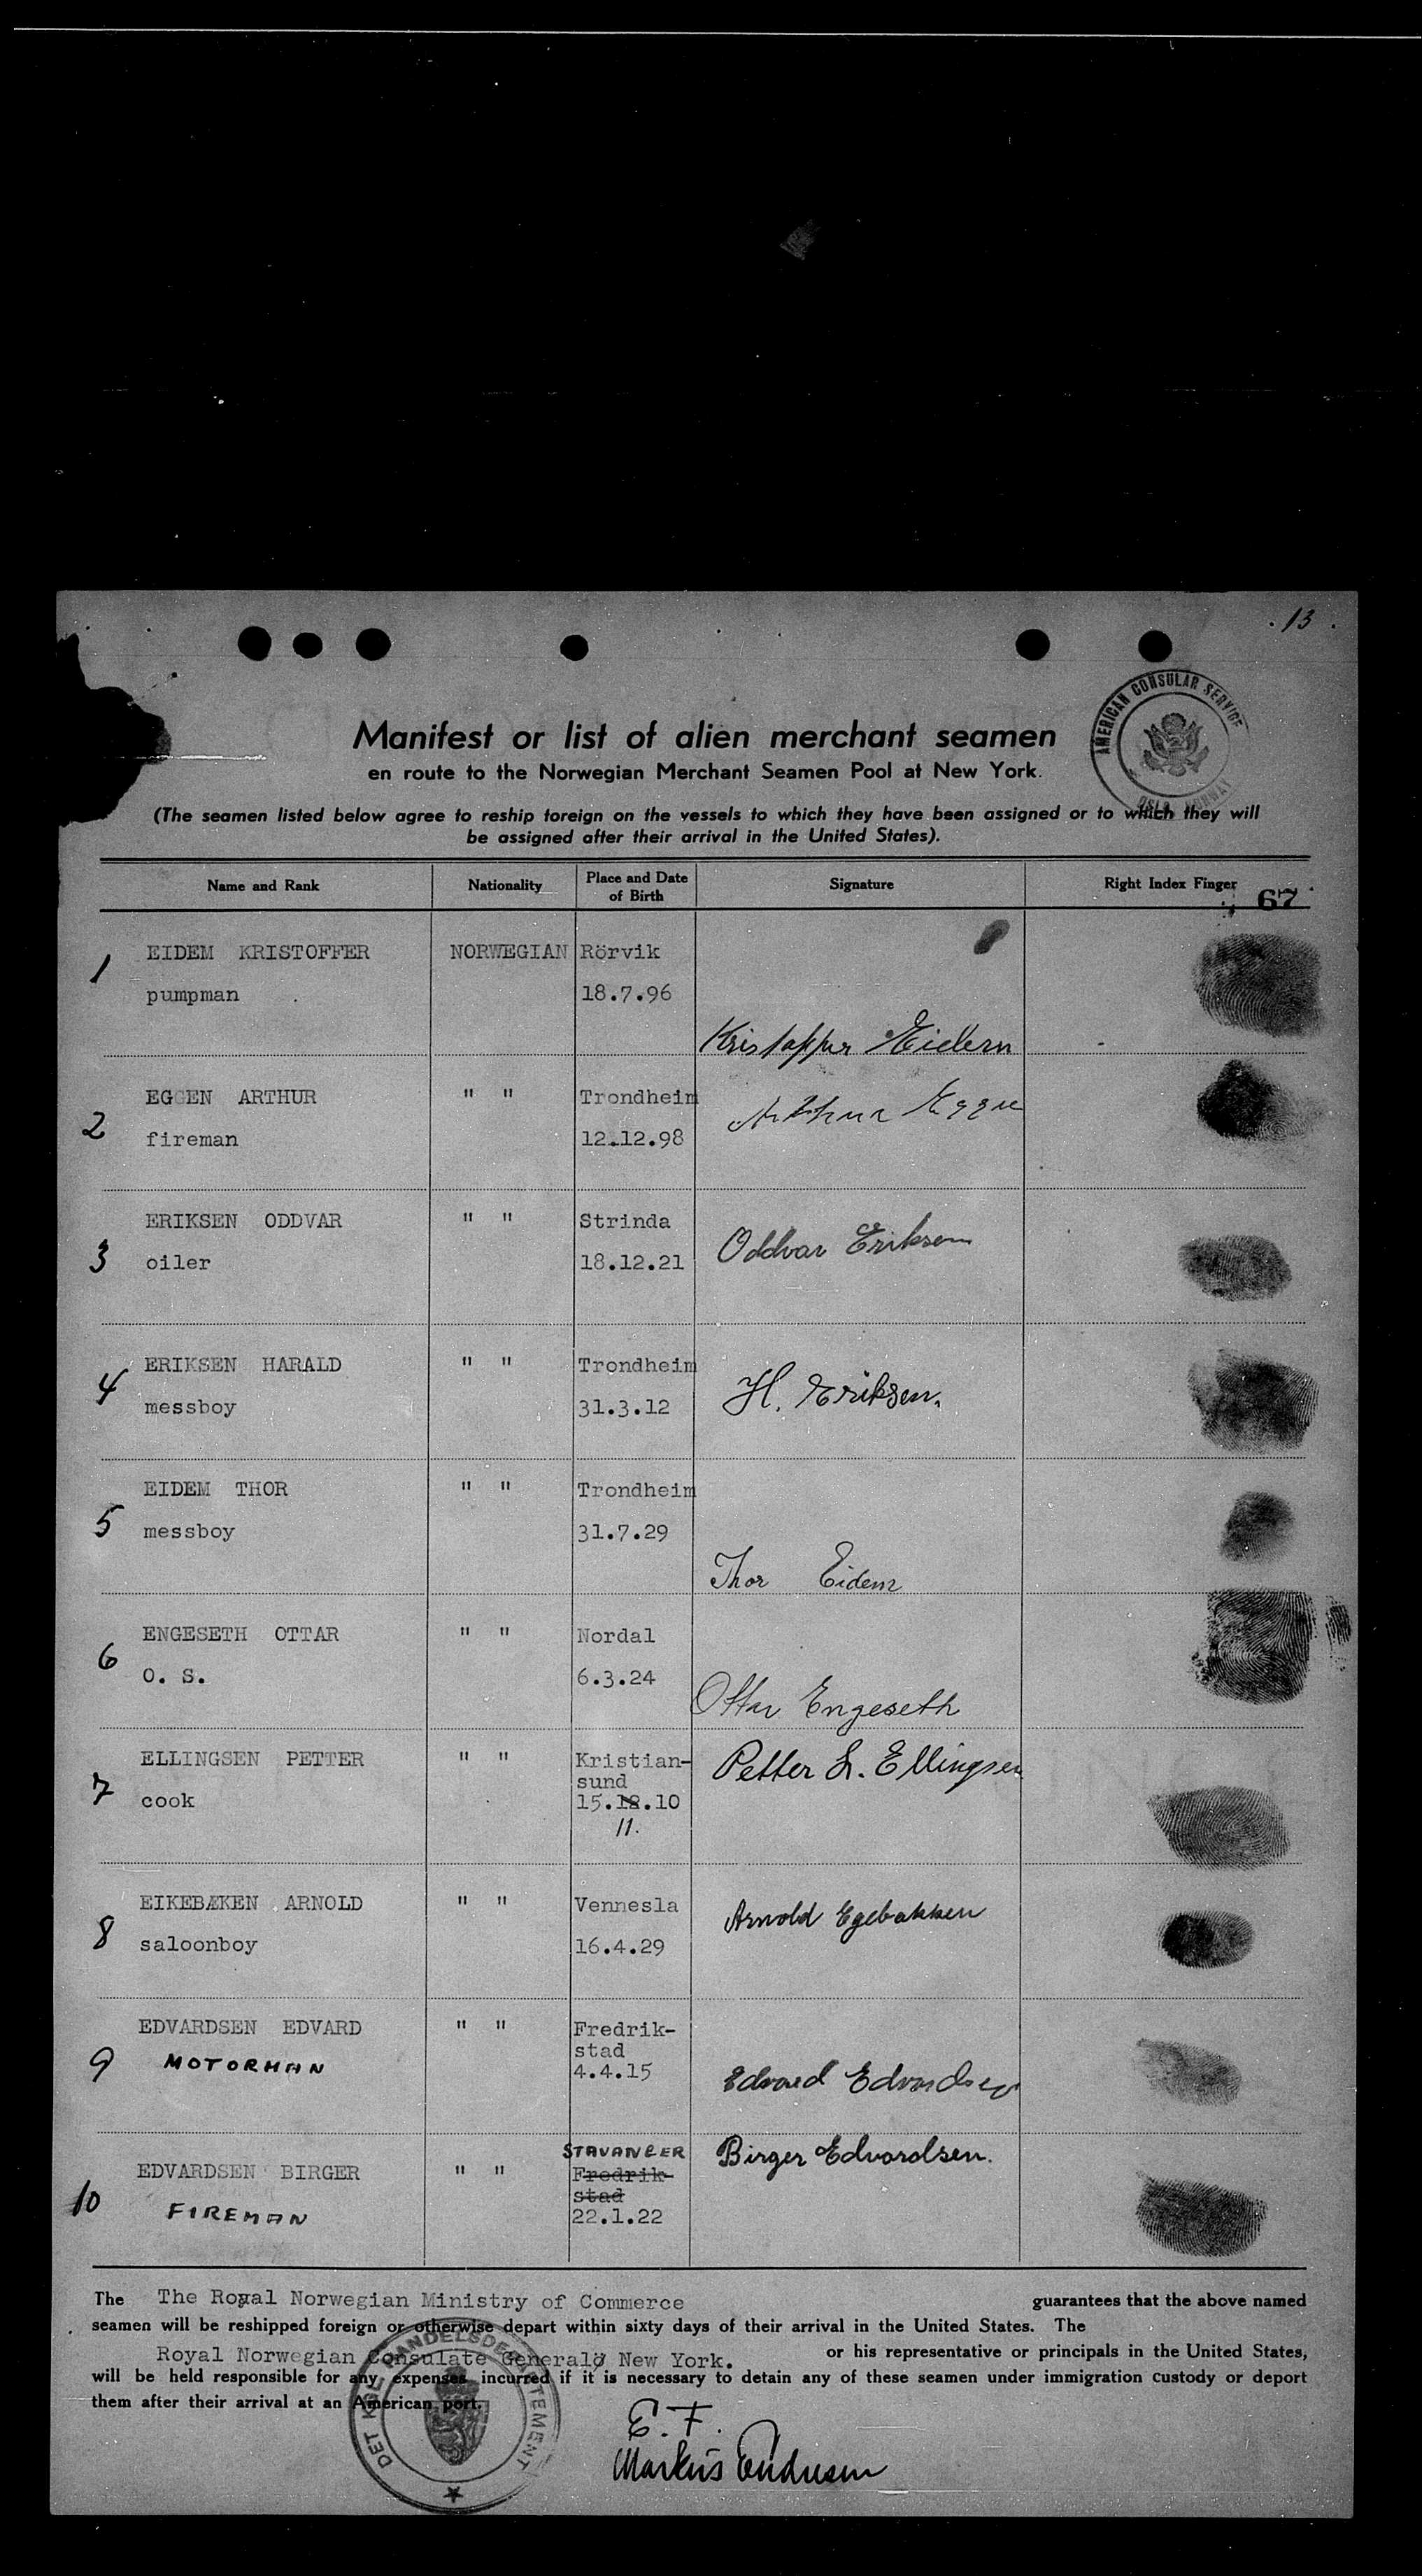 . 13 .
AMERICAN CONSULAR SERVICE
OSLO, NORWAY
Manifest or list of alien merchant seamen
en route to the Norwegian Merchant Seamen Pool at New York.
(The seamen listed below agree to reship foreign on the vessels to which they have been assigned or to which they will
be assigned after their arrival in the United States).
Name and Rank Nationality Place and Date of Birth Signature Right Index Finger
67
1 EIDEM KRISTOFFER NORWEGIAN Rörvik
pumpman 18.7.96
Kristoffer Eidem
2 EGGEN ARTHUR " " Trondheim Arthur Eggen
fireman 12.12.98
3 ERIKSEN ODDVAR " " Strinda Oddvar Eriksen
oiler 18.12.21
4 ERIKSEN HARALD " " Trondheim H. Eriksen.
messboy 31.3.12
5 EIDEM THOR " " Trondheim
messboy 31.7.29
Thor Eidem
6 ENGESETH OTTAR " " Nordal
O. S. 6.3.24
Ottar Engeseth
7 ELLINGSEN PETTER " " Kristian- Petter L. Ellingsen
sund
cook 15.12.10
11.
8 EIKEBÆKEN ARNOLD " " Vennesla Arnold Egebakken
saloonboy 16.4.29
9 EDVARDSEN EDVARD " " Fredrik-
stad
MOTORMAN 4.4.15 Edvard Edvardsen
STAVANGER Birger Edvardsen.
10 EDVARDSEN BIRGER " " Fredrik-
stad
FIREMAN 22.1.22
The The Royal Norwegian Ministry of Commerce guarantees that the above named
seamen will be reshipped foreign or otherwise depart within sixty days of their arrival in the United States. The
Royal Norwegian Consulate General, New York. or his representative or principals in the United States,
will be held responsible for any expenses incurred if it is necessary to detain any of these seamen under immigration custody or deport
them after their arrival at an American port.
DET KGL. HANDELSDEPARTEMENT
E. F.
Markus Endresen